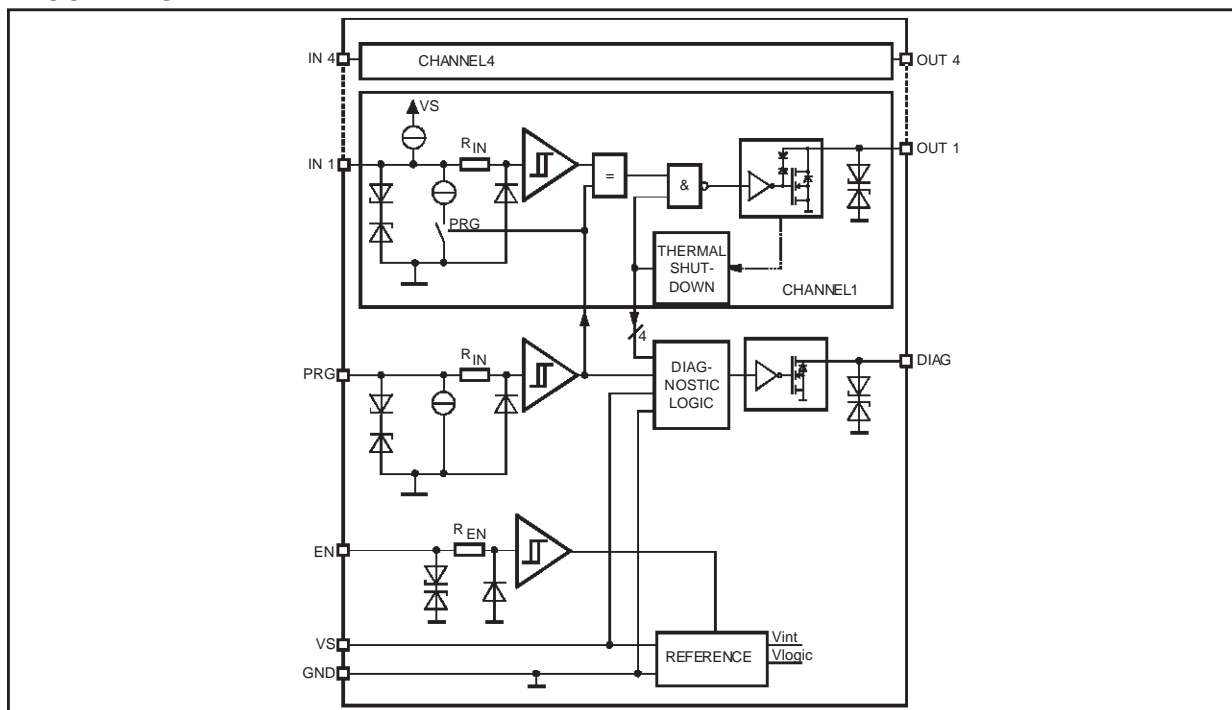 IN 4
CHANNEL4
OUT 4
VS
IN 1
RIN
=
&
OUT 1
PRG
THERMAL
SHUT-
DOWN
CHANNEL1
4
PRG
RIN
DIAG-
NOSTIC
LOGIC
DIAG
EN
REN
VS
GND
REFERENCE
Vint
Vlogic